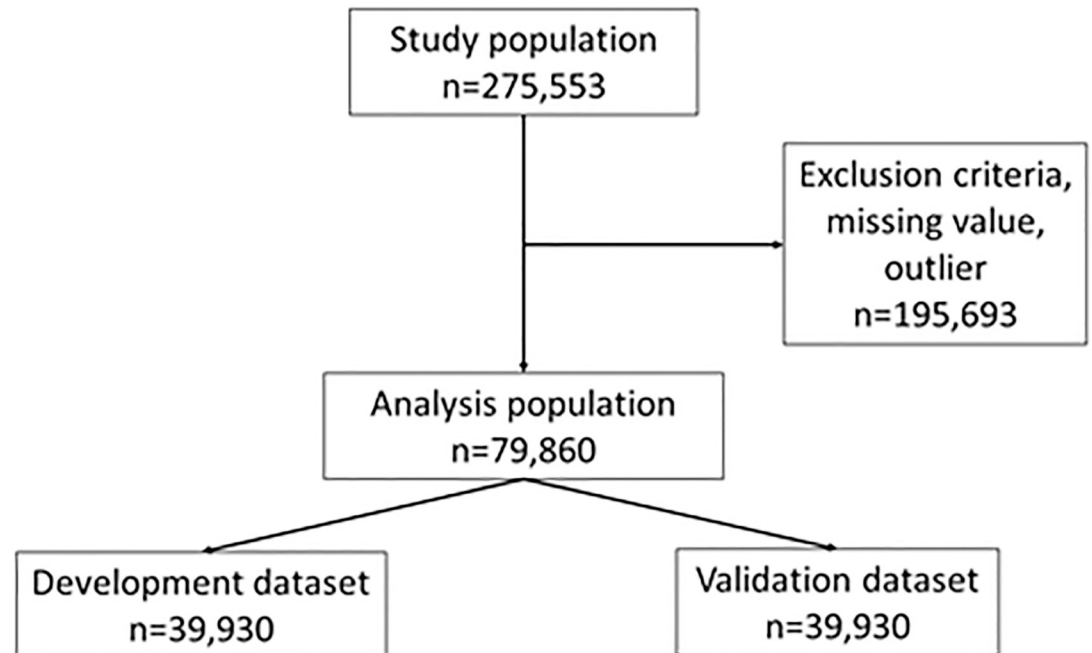 Study population
n=275,553
Exclusion criteria,
missing value,
outlier
n=195,693
Analysis population
n=79,860
Development dataset
n=39,930
Validation dataset
n=39,930